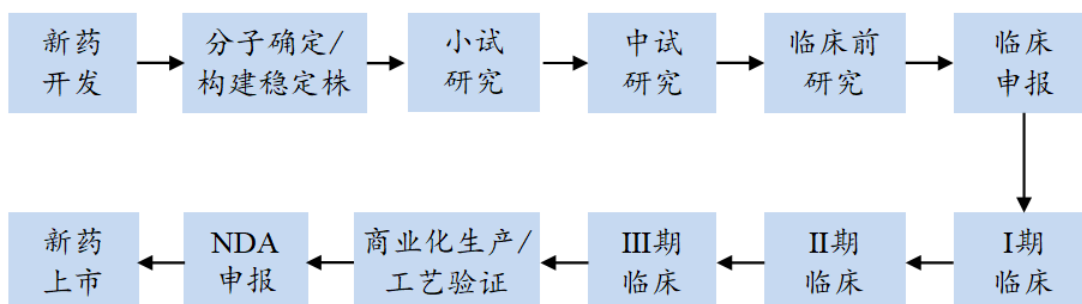 新药
开发
分子确定/
构建稳定株
小试
研究
中试
研究
临床前
研究
临床
申报
I期
临床
II期
临床
III期
临床
商业化生产/
工艺验证
NDA
申报
新药
上市